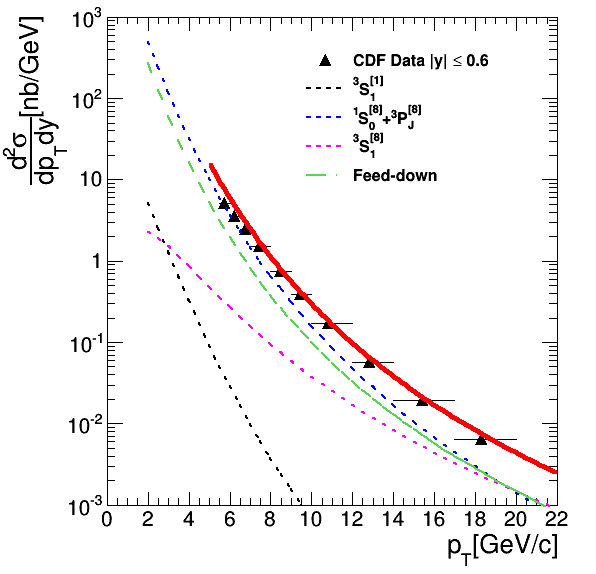 d²σ/dp_T dy [nb/GeV]
10³
10²
10
1
10⁻¹
10⁻²
10⁻³
CDF Data |y| ≤ 0.6
³S₁^[1]
¹S₀^[8]+³P_J^[8]
³S₁^[8]
Feed-down
0 2 4 6 8 10 12 14 16 18 20 22
p_T[GeV/c]